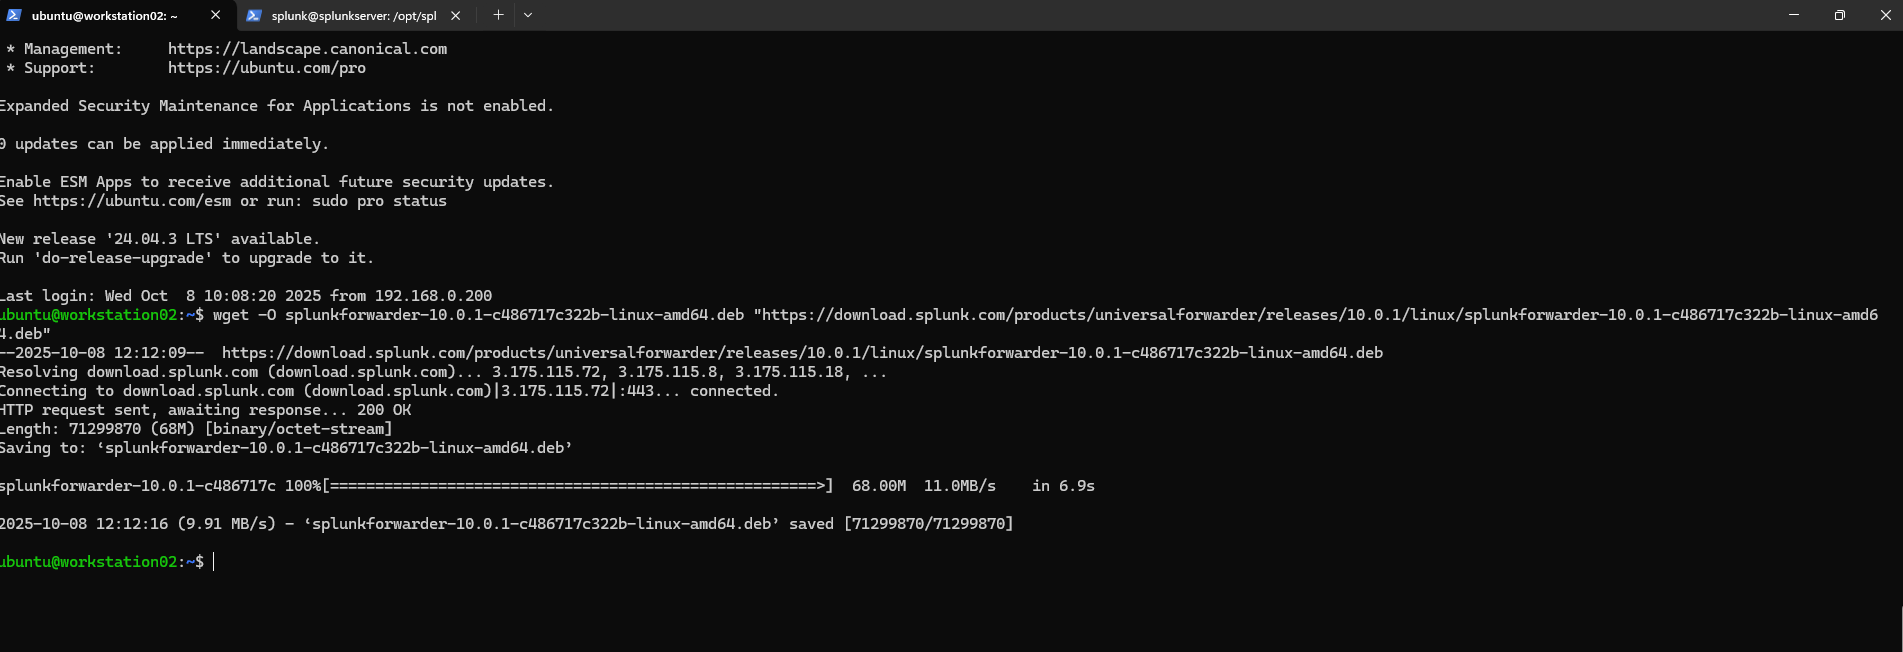 ubuntu@workstation02: ~
splunk@splunkserver: /opt/spl
* Management:     https://landscape.canonical.com
* Support:        https://ubuntu.com/pro
Expanded Security Maintenance for Applications is not enabled.
0 updates can be applied immediately.
Enable ESM Apps to receive additional future security updates.
See https://ubuntu.com/esm or run: sudo pro status
New release '24.04.3 LTS' available.
Run 'do-release-upgrade' to upgrade to it.
Last login: Wed Oct  8 10:08:20 2025 from 192.168.0.200
ubuntu@workstation02:~$ wget -O splunkforwarder-10.0.1-c486717c322b-linux-amd64.deb "https://download.splunk.com/products/universalforwarder/releases/10.0.1/linux/splunkforwarder-10.0.1-c486717c322b-linux-amd6
4.deb"
--2025-10-08 12:12:09--  https://download.splunk.com/products/universalforwarder/releases/10.0.1/linux/splunkforwarder-10.0.1-c486717c322b-linux-amd64.deb
Resolving download.splunk.com (download.splunk.com)... 3.175.115.72, 3.175.115.8, 3.175.115.18, ...
Connecting to download.splunk.com (download.splunk.com)|3.175.115.72|:443... connected.
HTTP request sent, awaiting response... 200 OK
Length: 71299870 (68M) [binary/octet-stream]
Saving to: ‘splunkforwarder-10.0.1-c486717c322b-linux-amd64.deb’
splunkforwarder-10.0.1-c486717c 100%[======================================================>]  68.00M  11.0MB/s    in 6.9s
2025-10-08 12:12:16 (9.91 MB/s) - ‘splunkforwarder-10.0.1-c486717c322b-linux-amd64.deb’ saved [71299870/71299870]
ubuntu@workstation02:~$